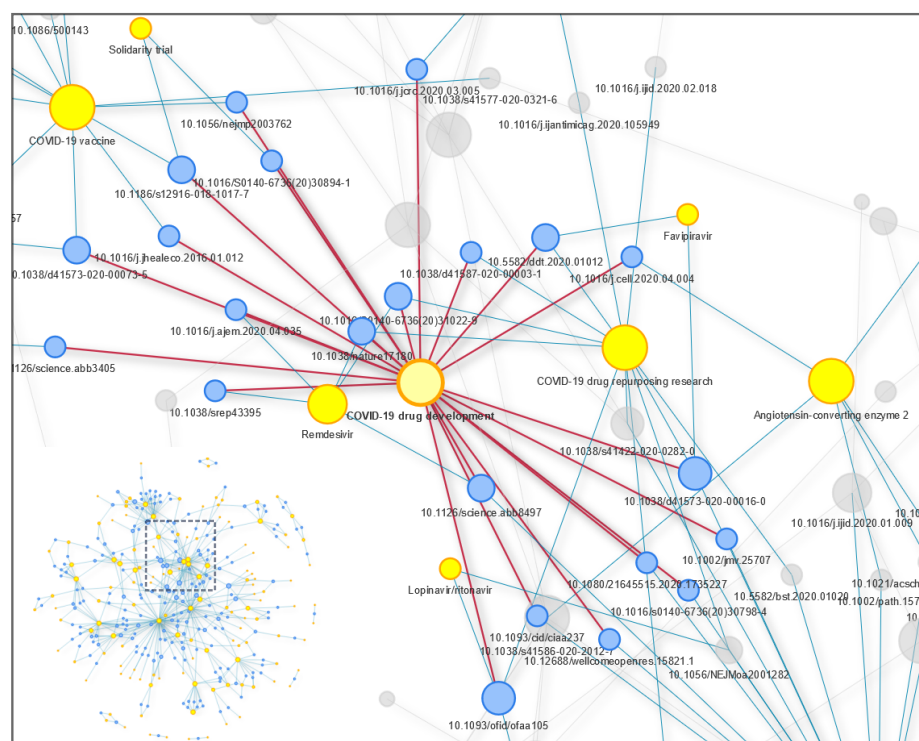 10.1086/500143
Solidarity trial
10.1016/j.jcrc.2020.03.005
10.1038/s41577-020-0321-6
10.1016/j.ijid.2020.02.018
10.1016/j.ijantimicag.2020.105949
10.1056/nejmp2003762
COVID-19 vaccine
10.1016/S0140-6736(20)30894-1
10.1186/s12916-018-1017-7
57
Favipiravir
10.1016/j.jhealeco.2016.01.012
10.5582/ddt.2020.01012
0.1038/d41573-020-00073-5
10.1038/d41587-020-00003-1
10.1016/j.cell.2020.04.004
10.1016/j.ajem.2020.04.035
1126/science.abb3405
10.1038/nature17180
COVID-19 drug repurposing research
10.1038/srep43395
COVID-19 drug development
Angiotensin-converting enzyme 2
Remdesivir
10.1038/s41422-020-0282-0
10.1038/d41573-020-00016-0
10.1126/science.abb8497
10.1016/j.ijid.2020.01.009
10.1002/jmv.25707
Lopinavir/ritonavir
10.1080/21645515.2020.1735227
10.5582/bst.2020.01020
10.1021/acsch
10.1002/path.157
10.1016/s0140-6736(20)30798-4
10.1093/cid/ciaa237
10.1038/s41586-020-2012-7
10.12688/wellcomeopenres.15821.1
10.1056/NEJMoa2001282
10.1093/ofid/ofaa105